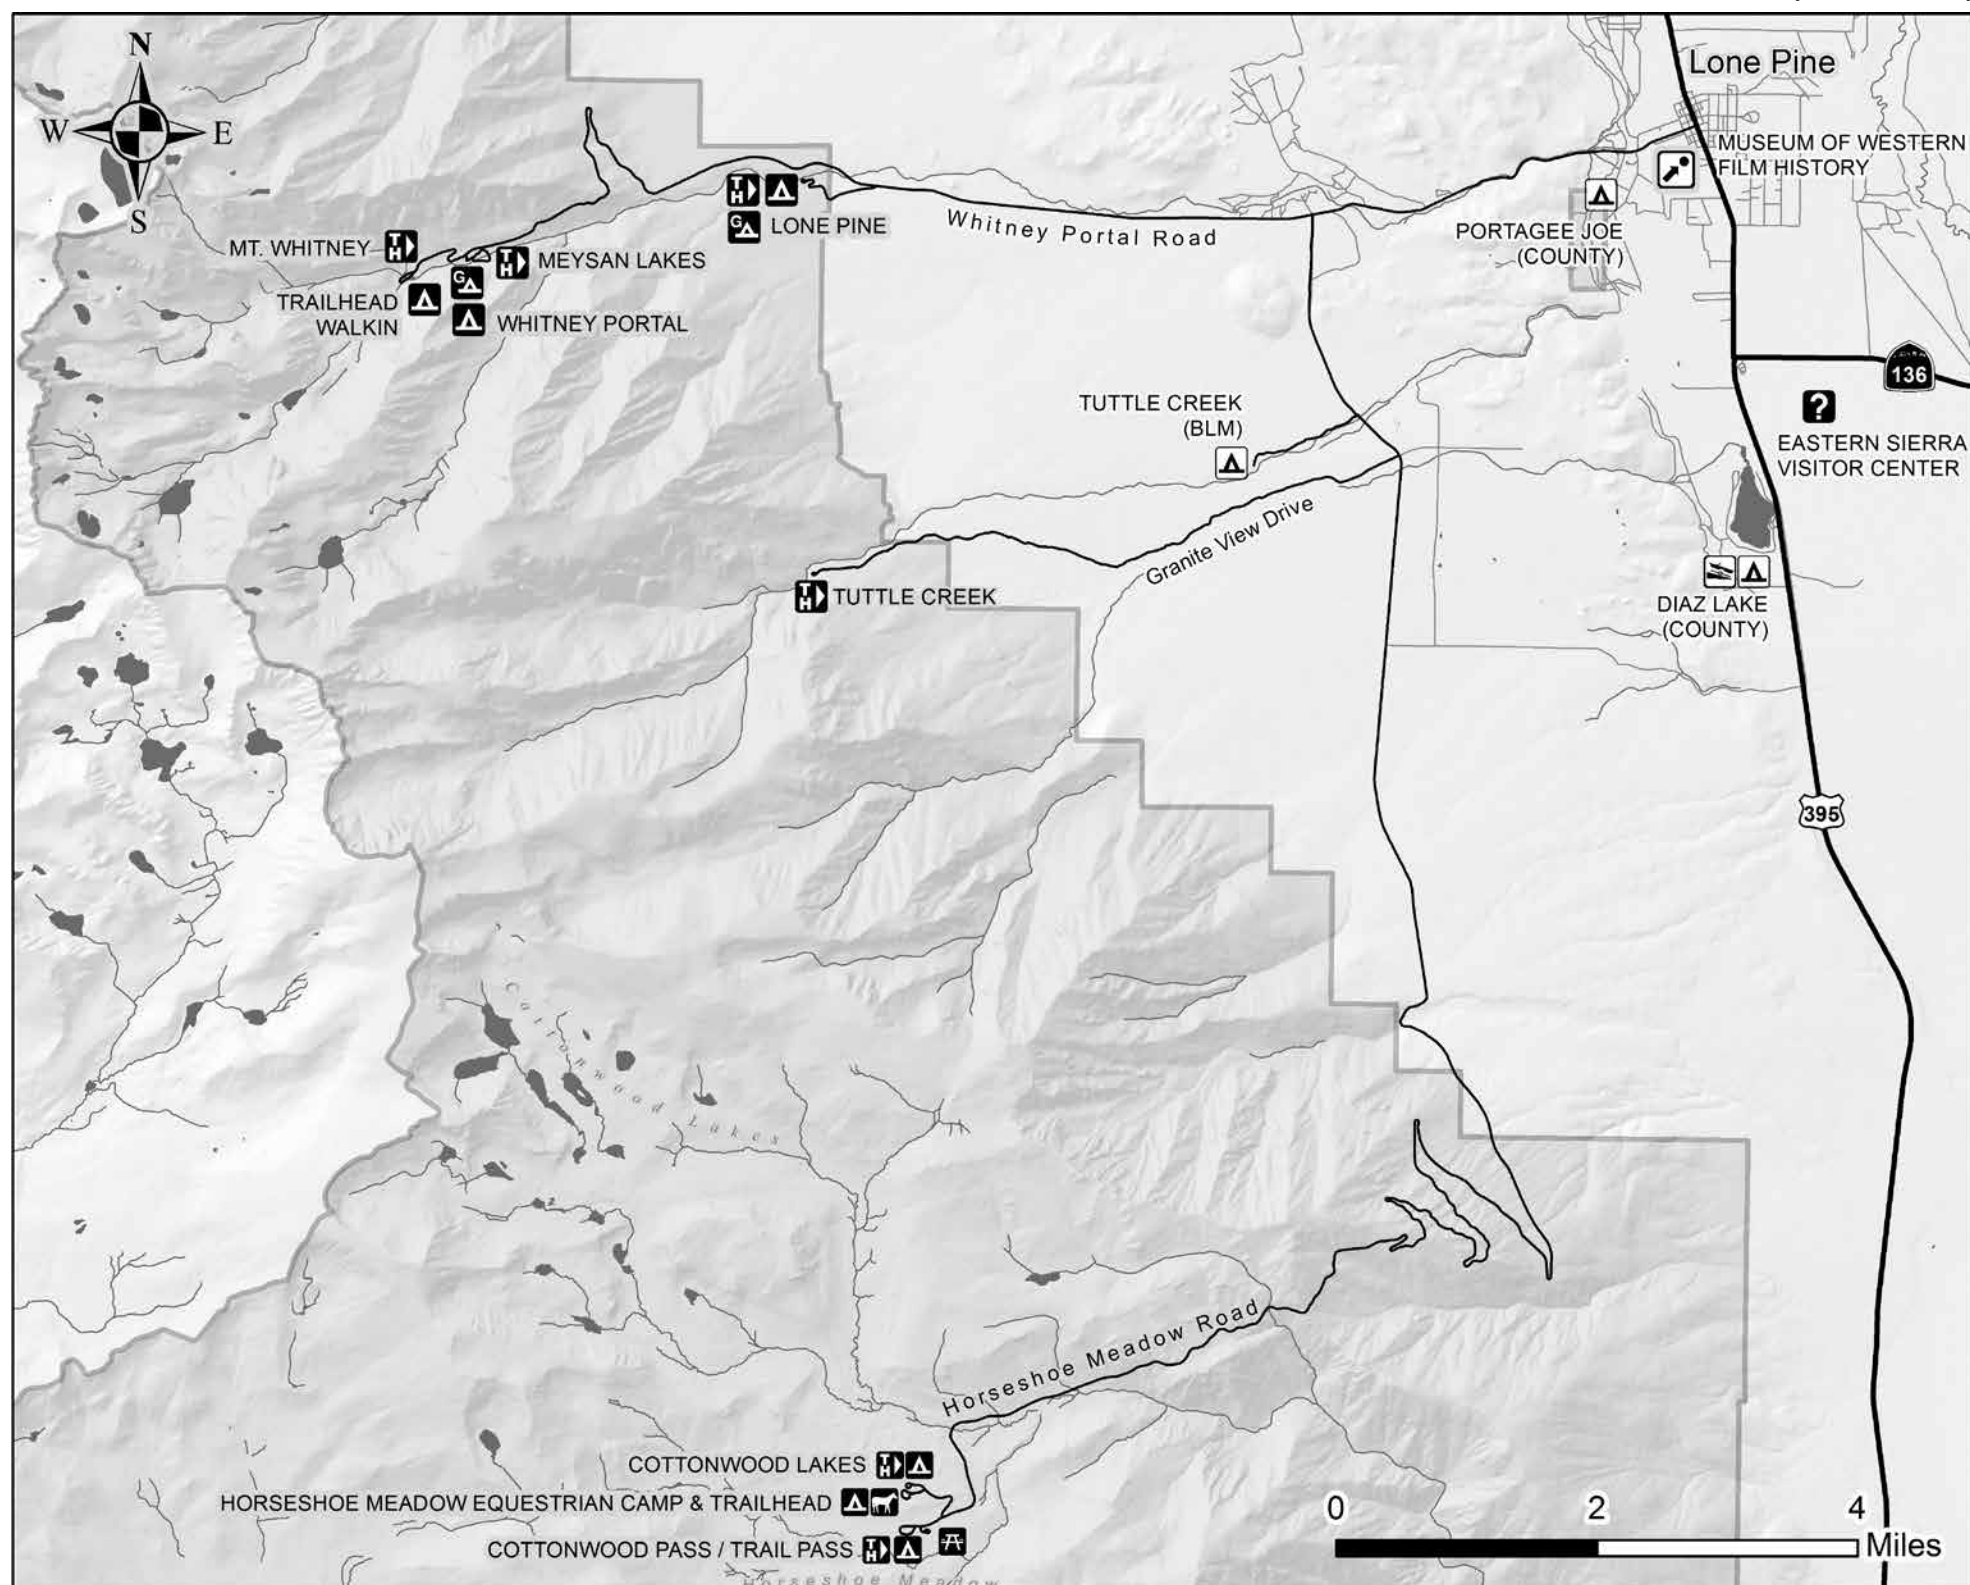 N
Lone Pine
W
E
MUSEUM OF WESTERN
FILM HISTORY
S
T
H
G
LONE PINE
Whitney Portal Road
PORTAGEE JOE
(COUNTY)
MT. WHITNEY
T
H
T
H
MEYSAN LAKES
G
TRAILHEAD
WALKIN
WHITNEY PORTAL
136
?
EASTERN SIERRA
VISITOR CENTER
TUTTLE CREEK
(BLM)
Granite View Drive
T
H
TUTTLE CREEK
DIAZ LAKE
(COUNTY)
395
Cottonwood Lakes
Horseshoe Meadow Road
COTTONWOOD LAKES
T
H
HORSESHOE MEADOW EQUESTRIAN CAMP & TRAILHEAD
COTTONWOOD PASS / TRAIL PASS
T
H
Horseshoe Meadow
0 2 4
Miles